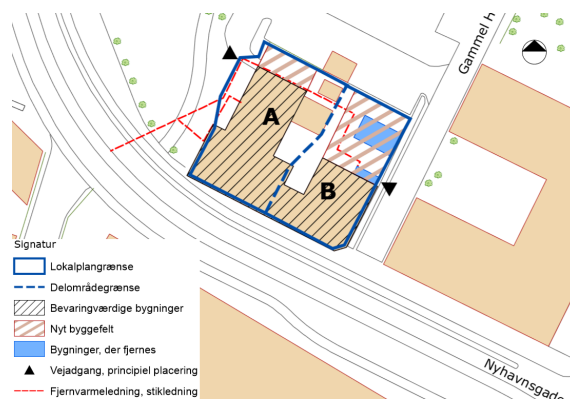 Gammel H
A
B
Signatur
Lokalplangrænse
Delområdegrænse
Bevaringværdige bygninger
Nyt byggefelt
Bygninger, der fjernes
Vejadgang, principiel placering
Fjernvarmeledning, stikledning
Nyhavnsgade